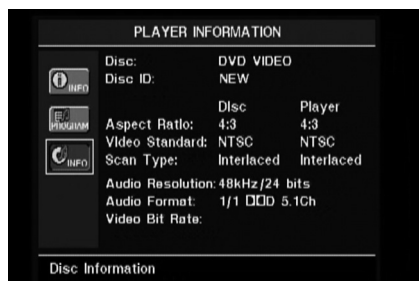 PLAYER INFORMATION
Disc: DVD VIDEO
Disc ID: NEW
Disc Player
Aspect Ratio: 4:3 4:3
Video Standard: NTSC NTSC
Scan Type: Interlaced Interlaced
Audio Resolution: 48kHz/24 bits
Audio Format: 1/1 DD D 5.1Ch
Video Bit Rate:
INFO
PROGRAM
INFO
Disc Information